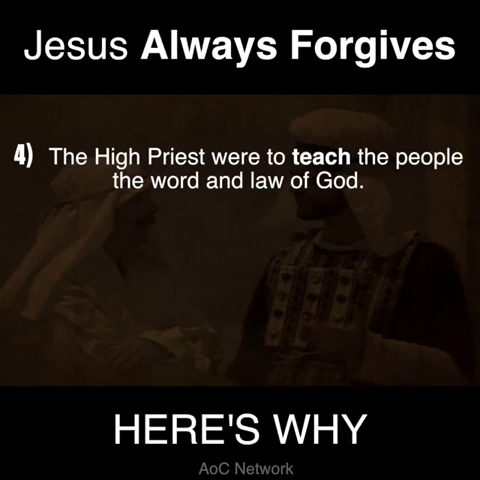 Jesus Always Forgives
4) The High Priest were to teach the people
the word and law of God.
HERE'S WHY
AoC Network